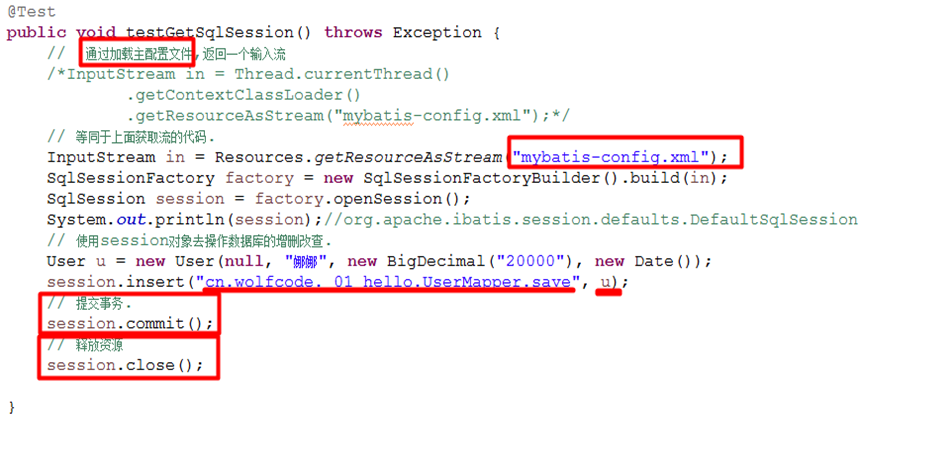 @Test
public void testGetSqlSession() throws Exception {
// 通过加载主配置文件,返回一个输入流
/*InputStream in = Thread.currentThread()
.getContextClassLoader()
.getResourceAsStream("mybatis-config.xml");*/
// 等同于上面获取流的代码.
InputStream in = Resources.getResourceAsStream("mybatis-config.xml");
SqlSessionFactory factory = new SqlSessionFactoryBuilder().build(in);
SqlSession session = factory.openSession();
System.out.println(session);//org.apache.ibatis.session.defaults.DefaultSqlSession
// 使用session对象去操作数据库的增删改查.
User u = new User(null, "娜娜", new BigDecimal("20000"), new Date());
session.insert("cn.wolfcode._01_hello.UserMapper.save", u);
// 提交事务.
session.commit();
// 释放资源
session.close();
}